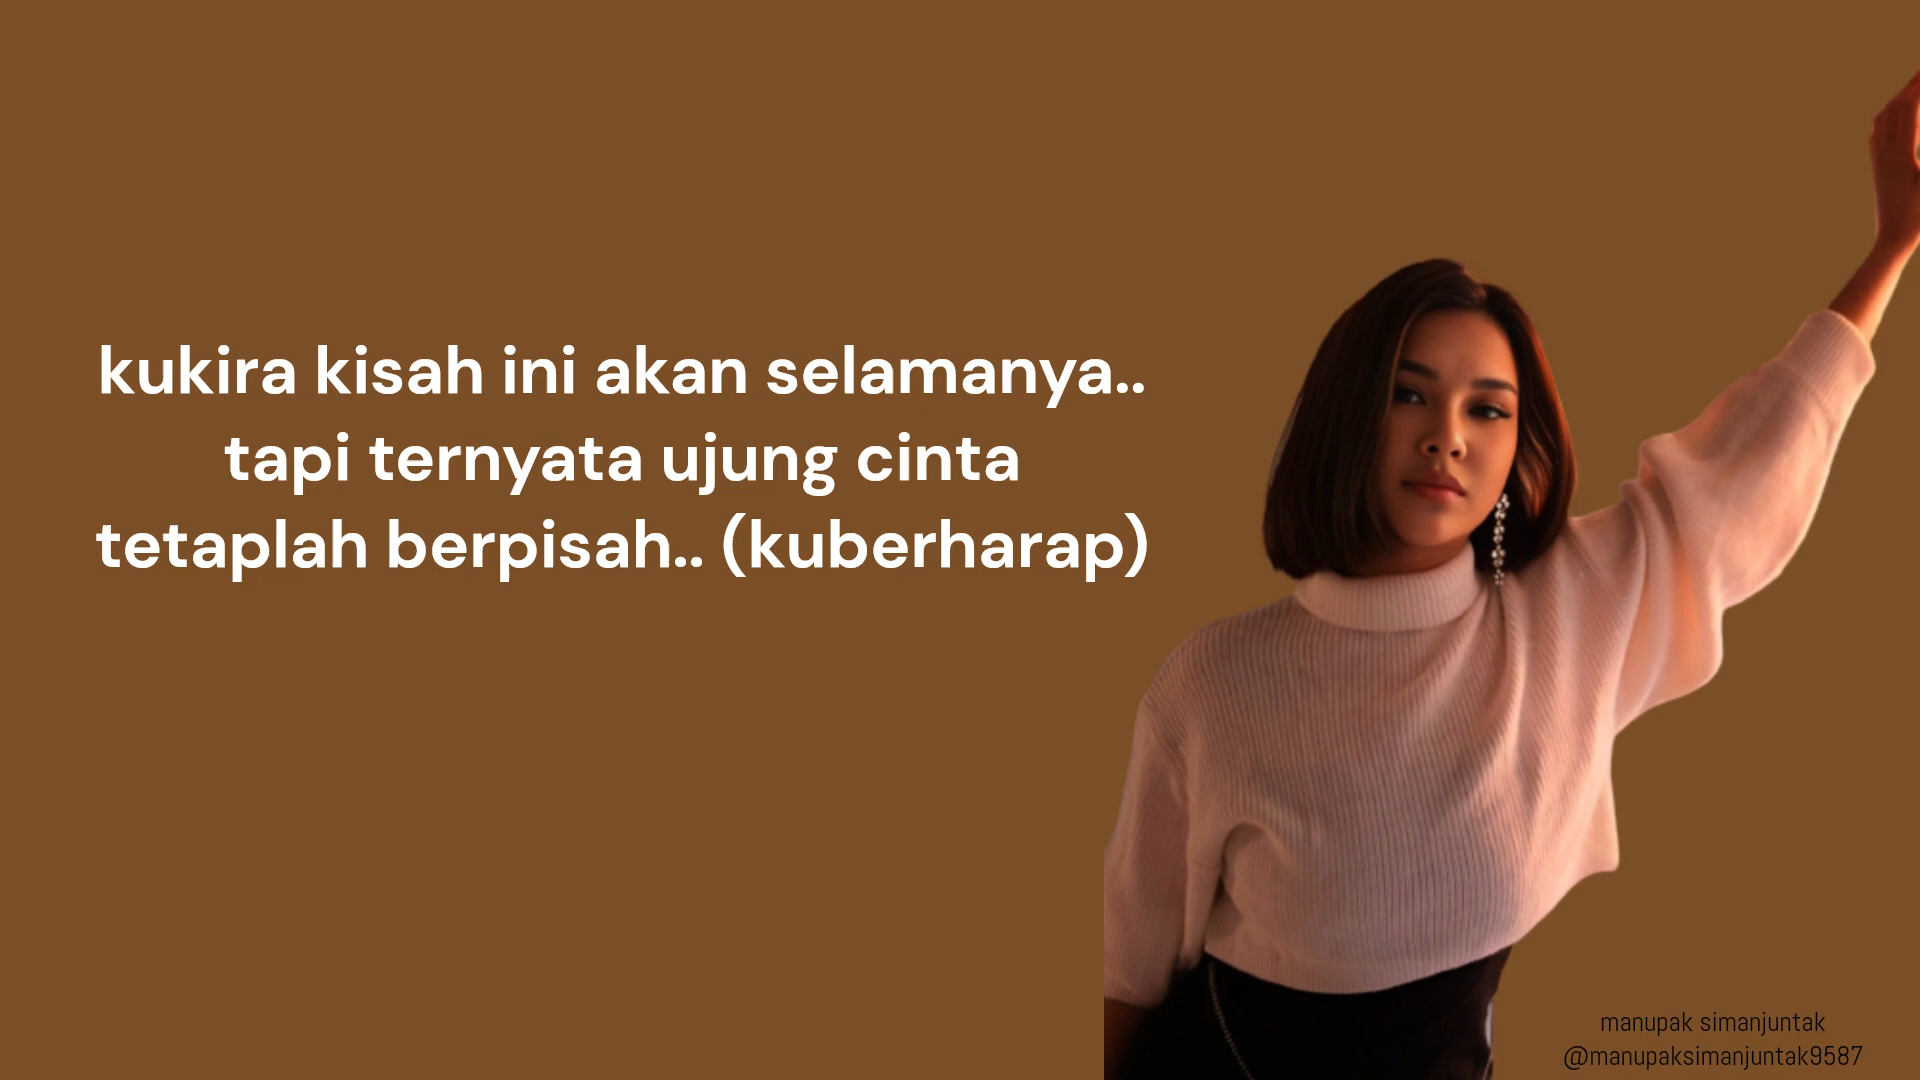 kukira kisah ini akan selamanya..
tapi ternyata ujung cinta
tetaplah berpisah.. (kuberharap)
manupak simanjuntak
@manupaksimanjuntak9587